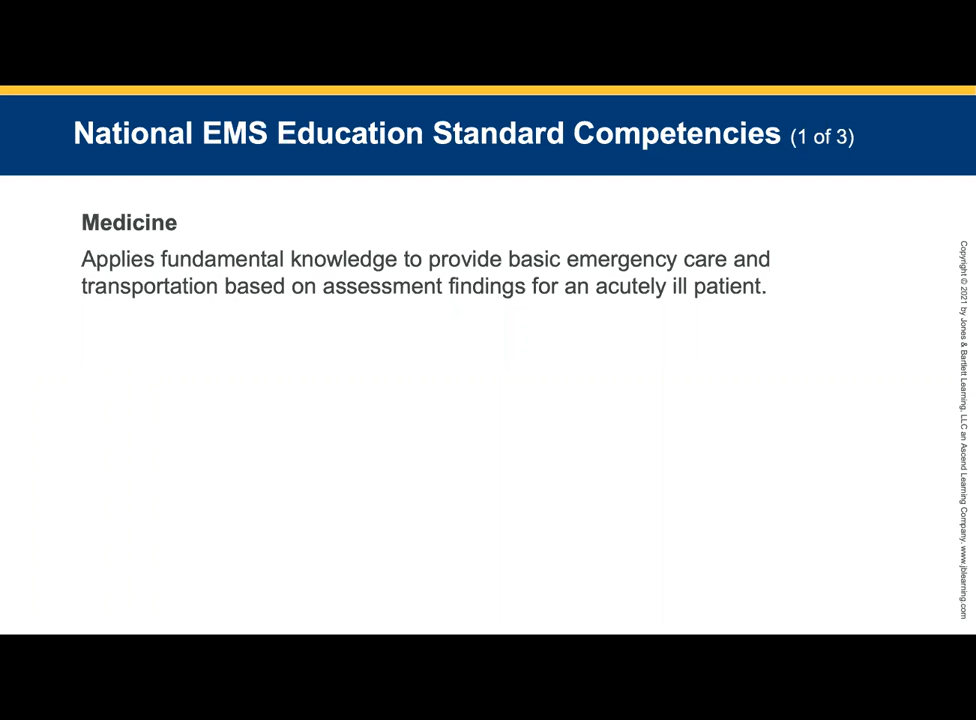 National EMS Education Standard Competencies (1 of 3)
Medicine
Applies fundamental knowledge to provide basic emergency care and
transportation based on assessment findings for an acutely ill patient.
Copyright © 2021 by Jones & Bartlett Learning, LLC an Ascend Learning Company. www.jblearning.com